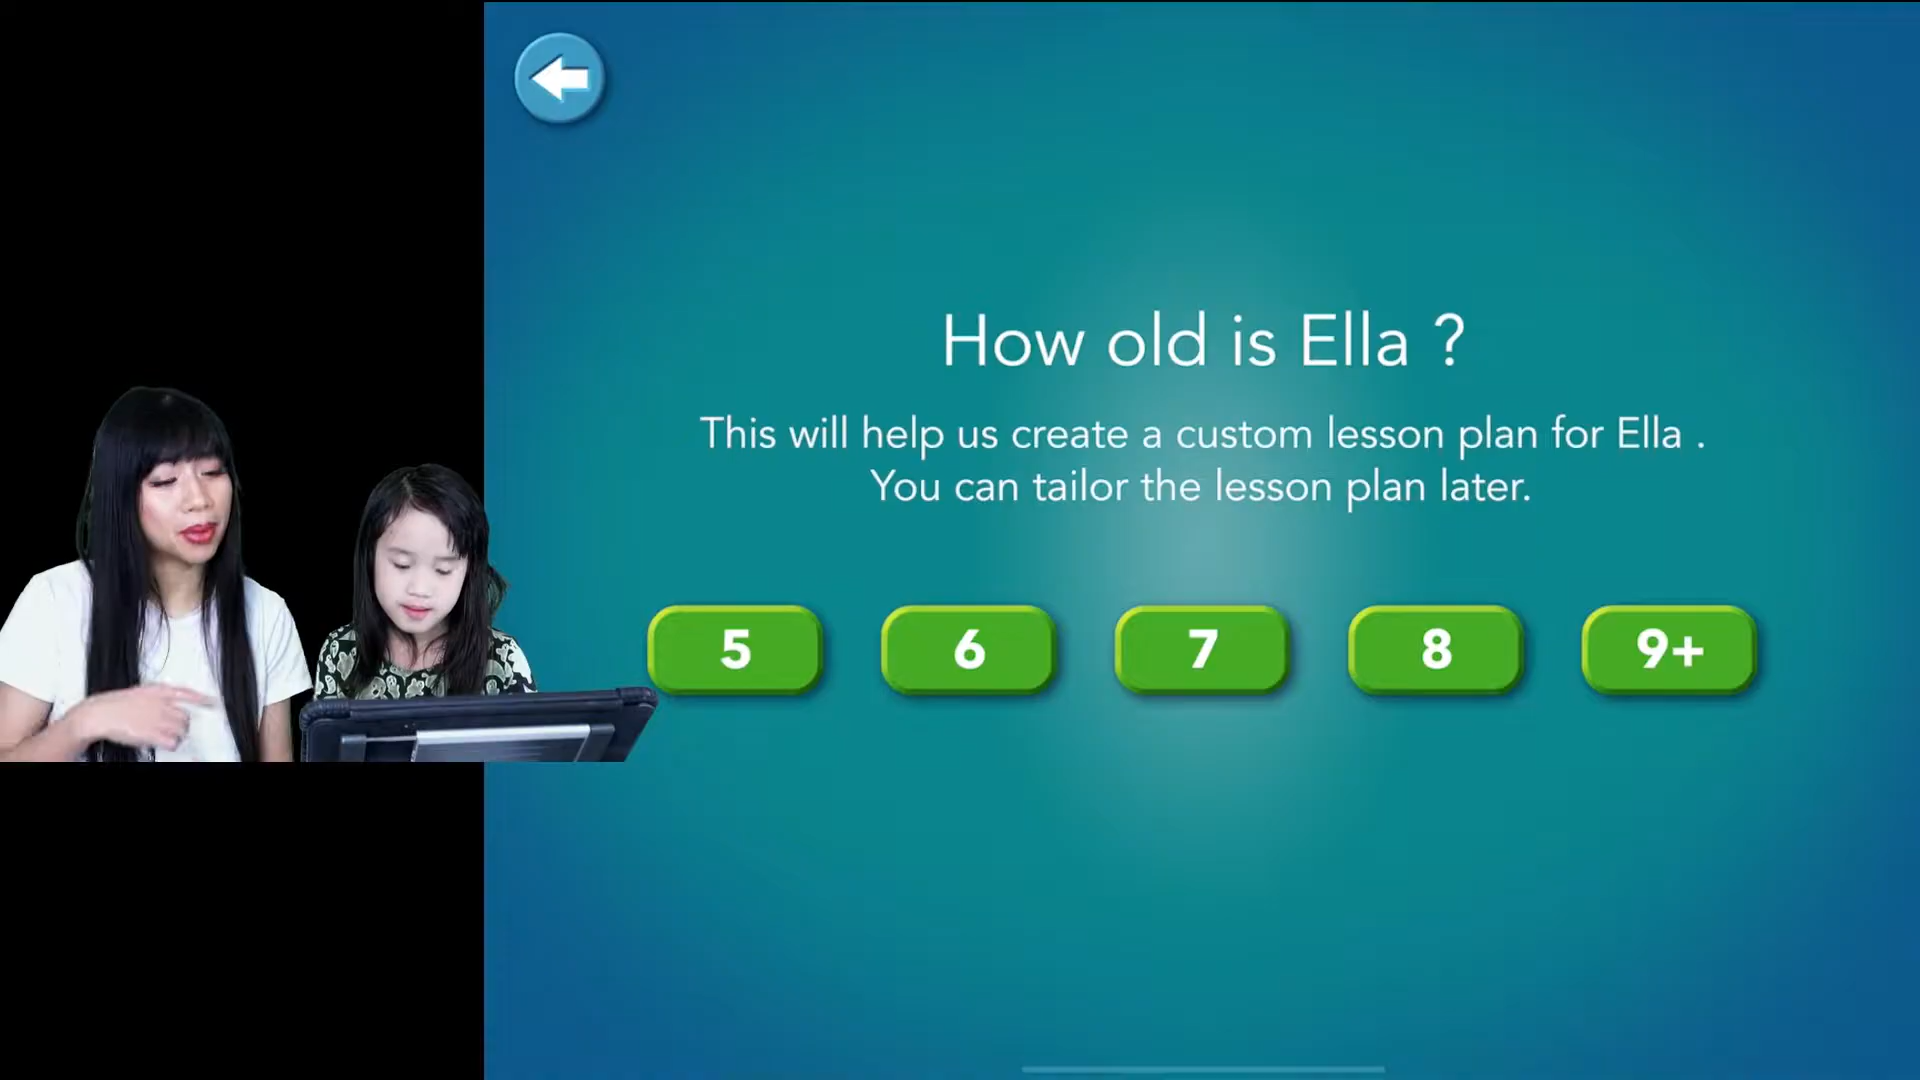 How old is Ella ?
This will help us create a custom lesson plan for Ella .
You can tailor the lesson plan later.
5 6 7 8 9+